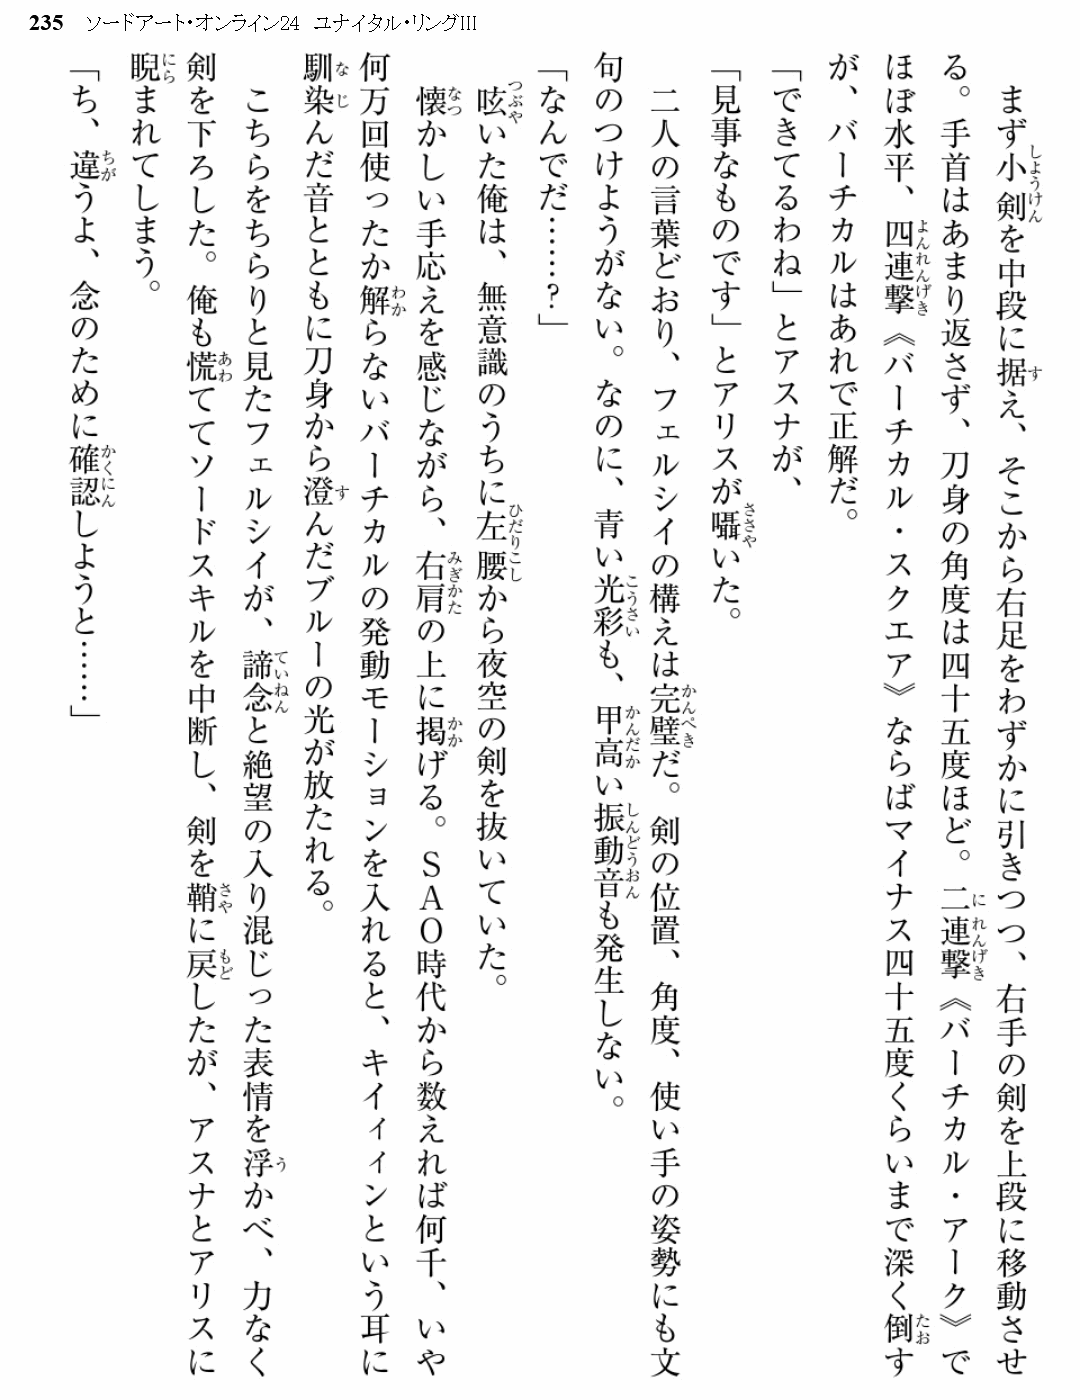 235 ソードアート・オンライン24 ユナイタル・リングIII
まず小剣を中段に据え、そこから右足をわずかに引きつつ、右手の剣を上段に移動させ
る。手首はあまり返さず、刀身の角度は四十五度ほど。二連撃《バーチカル・アーク》で
ほぼ水平、四連撃《バーチカル・スクエア》ならばマイナス四十五度くらいまで深く倒す
が、バーチカルはあれで正解だ。
「できてるわね」とアスナが、
「見事なものです」とアリスが囁いた。
二人の言葉どおり、フェルシイの構えは完璧だ。剣の位置、角度、使い手の姿勢にも文
句のつけようがない。なのに、青い光彩も、甲高い振動音も発生しない。
「なんでだ……?」
呟いた俺は、無意識のうちに左腰から夜空の剣を抜いていた。
懐かしい手応えを感じながら、右肩の上に掲げる。SAO時代から数えれば何千、いや
何万回使ったか解らないバーチカルの発動モーションを入れると、キイィィンという耳に
馴染んだ音とともに刀身から澄んだブルーの光が放たれる。
こちらをちらりと見たフェルシイが、諦念と絶望の入り混じった表情を浮かべ、力なく
剣を下ろした。俺も慌ててソードスキルを中断し、剣を鞘に戻したが、アスナとアリスに
睨まれてしまう。
「ち、違うよ、念のために確認しようと……」